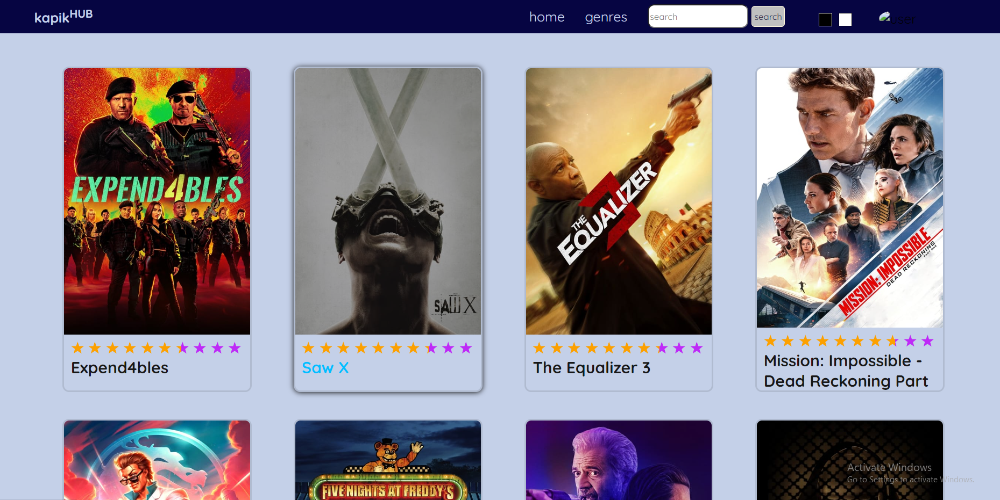 kapikHUB
home
genres
search
search
user
EXPEND4BLES
SAW X
THE
EQUALIZER
3
MISSION: IMPOSSIBLE
DEAD RECKONING
PART ONE
Expend4bles
Saw X
The Equalizer 3
Mission: Impossible -
Dead Reckoning Part
FIVE NIGHTS AT FREDDY'S
Activate Windows
Go to Settings to activate Windows.